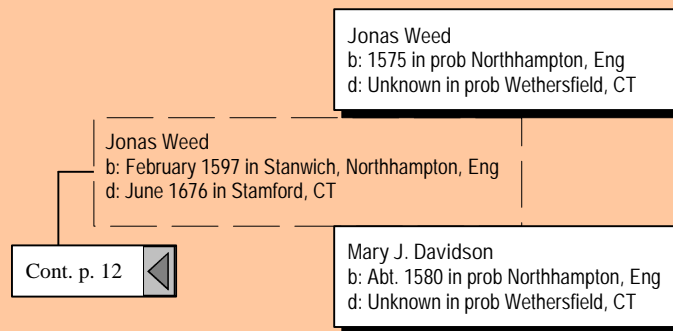 Jonas Weed
b: 1575 in prob Northhampton, Eng
d: Unknown in prob Wethersfield, CT
Jonas Weed
b: February 1597 in Stanwich, Northhampton, Eng
d: June 1676 in Stamford, CT
Cont. p. 12
Mary J. Davidson
b: Abt. 1580 in prob Northhampton, Eng
d: Unknown in prob Wethersfield, CT